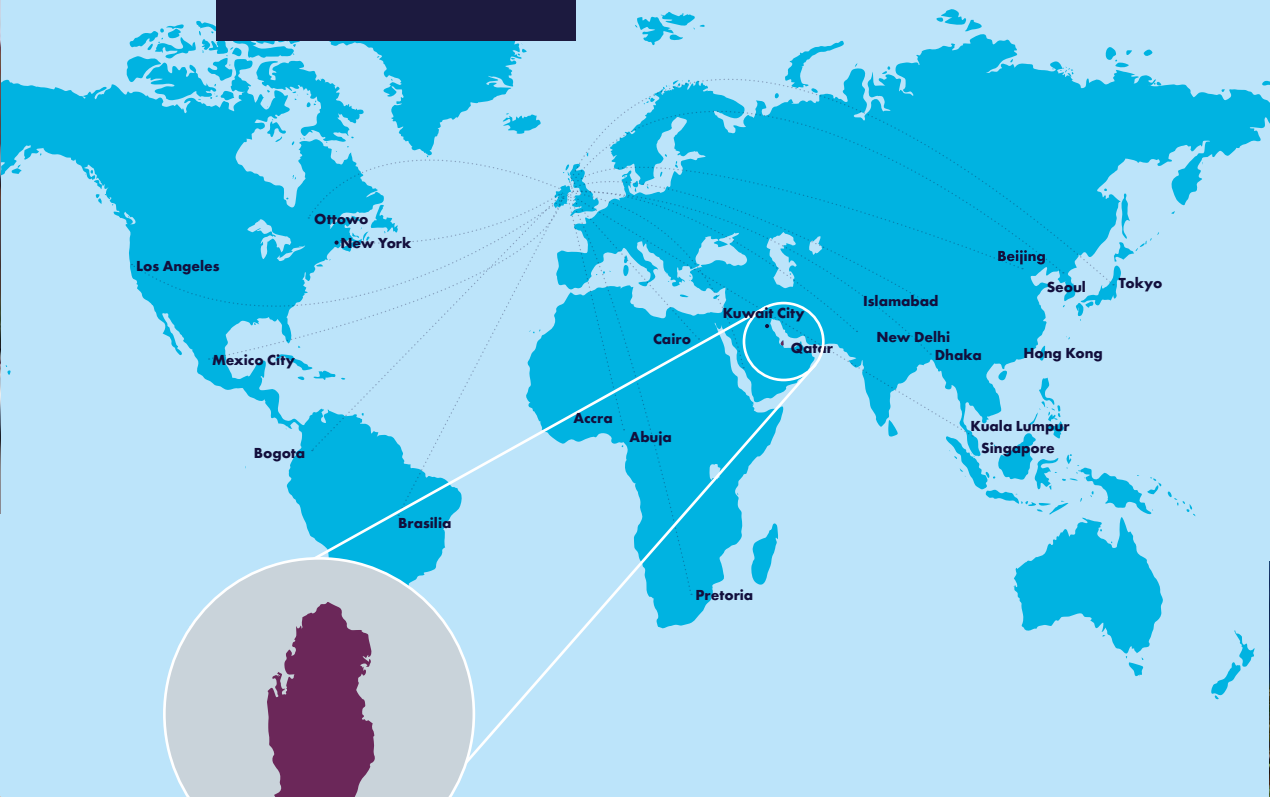 Ottowo
New York
Los Angeles
Mexico City
Bogota
Brasilia
Accra
Abuja
Pretoria
Cairo
Kuwait City
Qatar
Islamabad
New Delhi
Dhaka
Beijing
Seoul
Tokyo
Hong Kong
Kuala Lumpur
Singapore